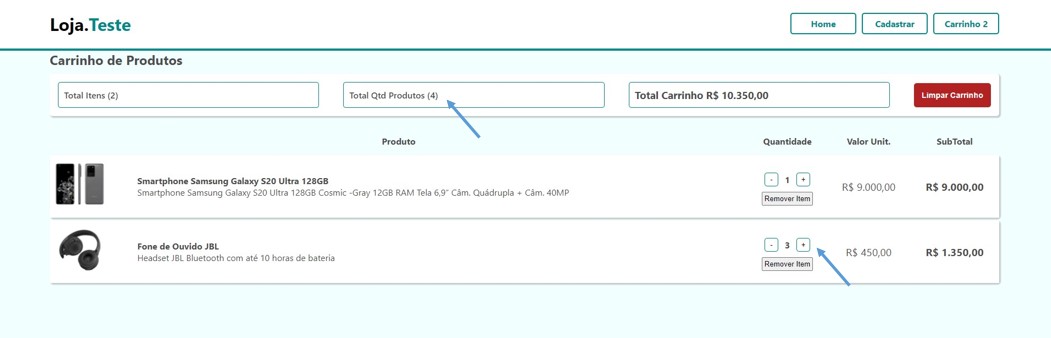 Loja.Teste
Home
Cadastrar
Carrinho 2
Carrinho de Produtos
Total Itens (2)
Total Qtd Produtos (4)
Total Carrinho R$ 10.350,00
Limpar Carrinho
Produto
Quantidade
Valor Unit.
SubTotal
Smartphone Samsung Galaxy S20 Ultra 128GB
Smartphone Samsung Galaxy S20 Ultra 128GB Cosmic -Gray 12GB RAM Tela 6,9" Câm. Quádrupla + Câm. 40MP
- 1 +
Remover Item
R$ 9.000,00
R$ 9.000,00
Fone de Ouvido JBL
Headset JBL Bluetooth com até 10 horas de bateria
- 3 +
Remover Item
R$ 450,00
R$ 1.350,00